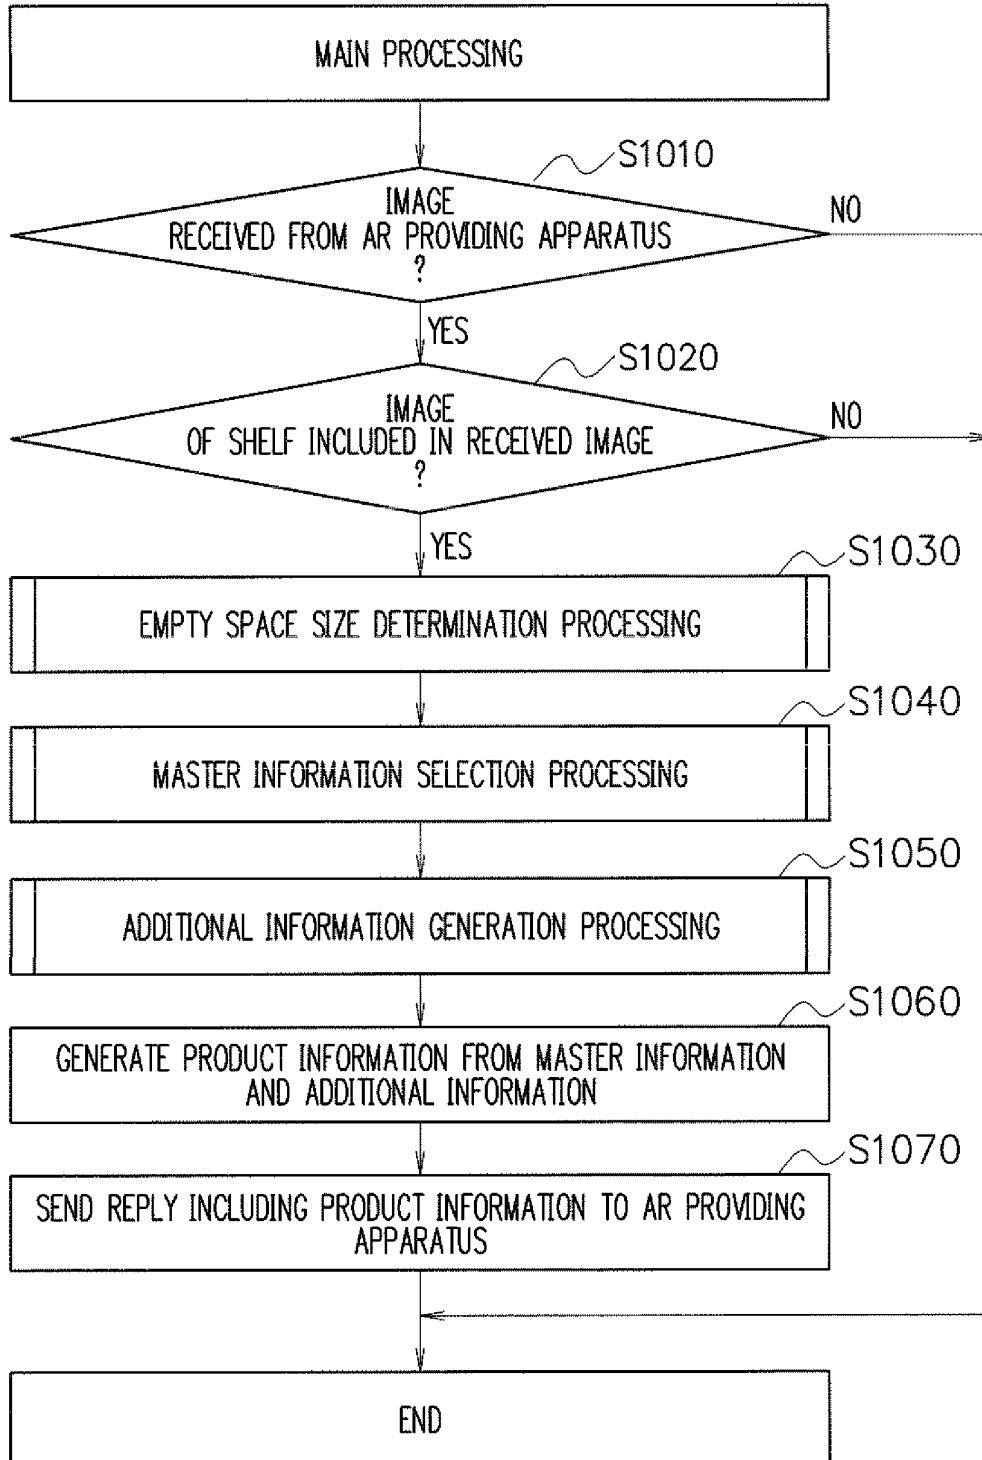 MAIN PROCESSING
S1010
IMAGE
RECEIVED FROM AR PROVIDING APPARATUS
?
NO
YES
S1020
IMAGE
OF SHELF INCLUDED IN RECEIVED IMAGE
?
NO
YES
S1030
EMPTY SPACE SIZE DETERMINATION PROCESSING
S1040
MASTER INFORMATION SELECTION PROCESSING
S1050
ADDITIONAL INFORMATION GENERATION PROCESSING
S1060
GENERATE PRODUCT INFORMATION FROM MASTER INFORMATION
AND ADDITIONAL INFORMATION
S1070
SEND REPLY INCLUDING PRODUCT INFORMATION TO AR PROVIDING
APPARATUS
END